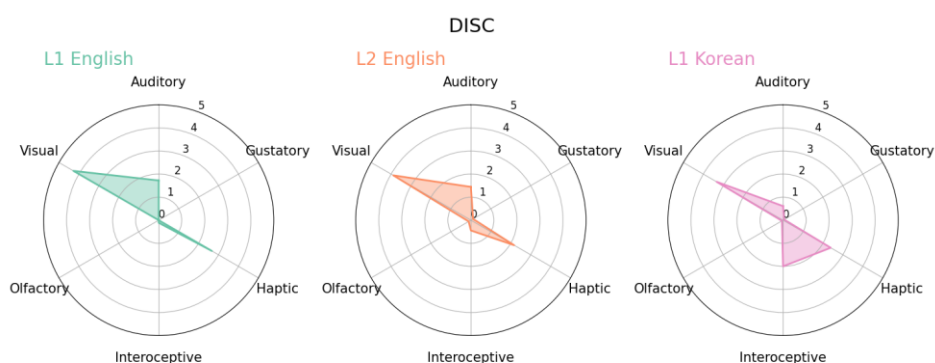 DISC
L1 English
Auditory
Gustatory
Haptic
Interoceptive
Olfactory
Visual
0
1
2
3
4
5
L2 English
Auditory
Gustatory
Haptic
Interoceptive
Olfactory
Visual
0
1
2
3
4
5
L1 Korean
Auditory
Gustatory
Haptic
Interoceptive
Olfactory
Visual
0
1
2
3
4
5